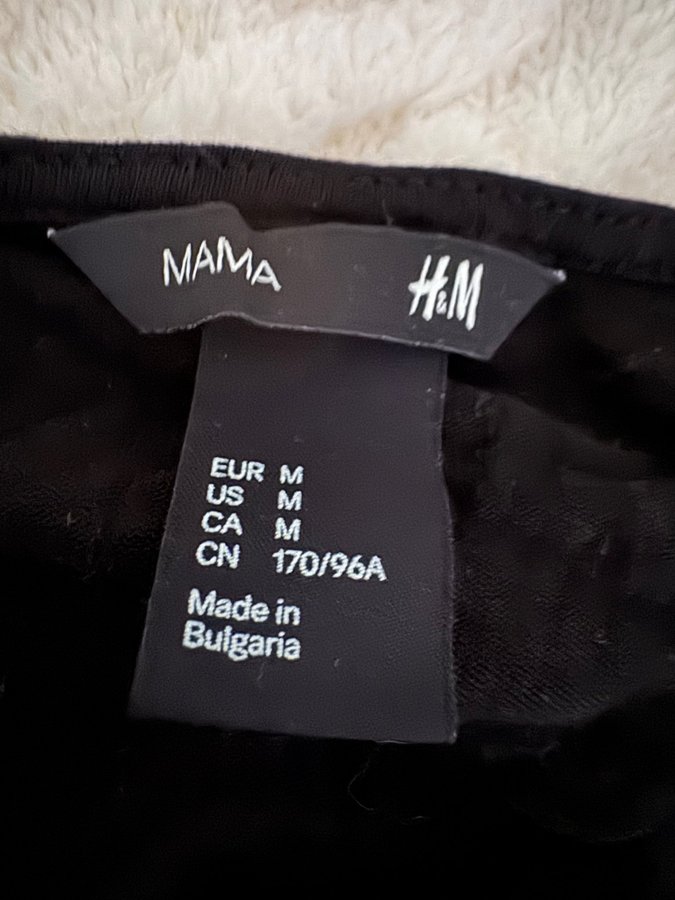 MAMA H&M
EUR M
US M
CA M
CN 170/96A
Made in
Bulgaria